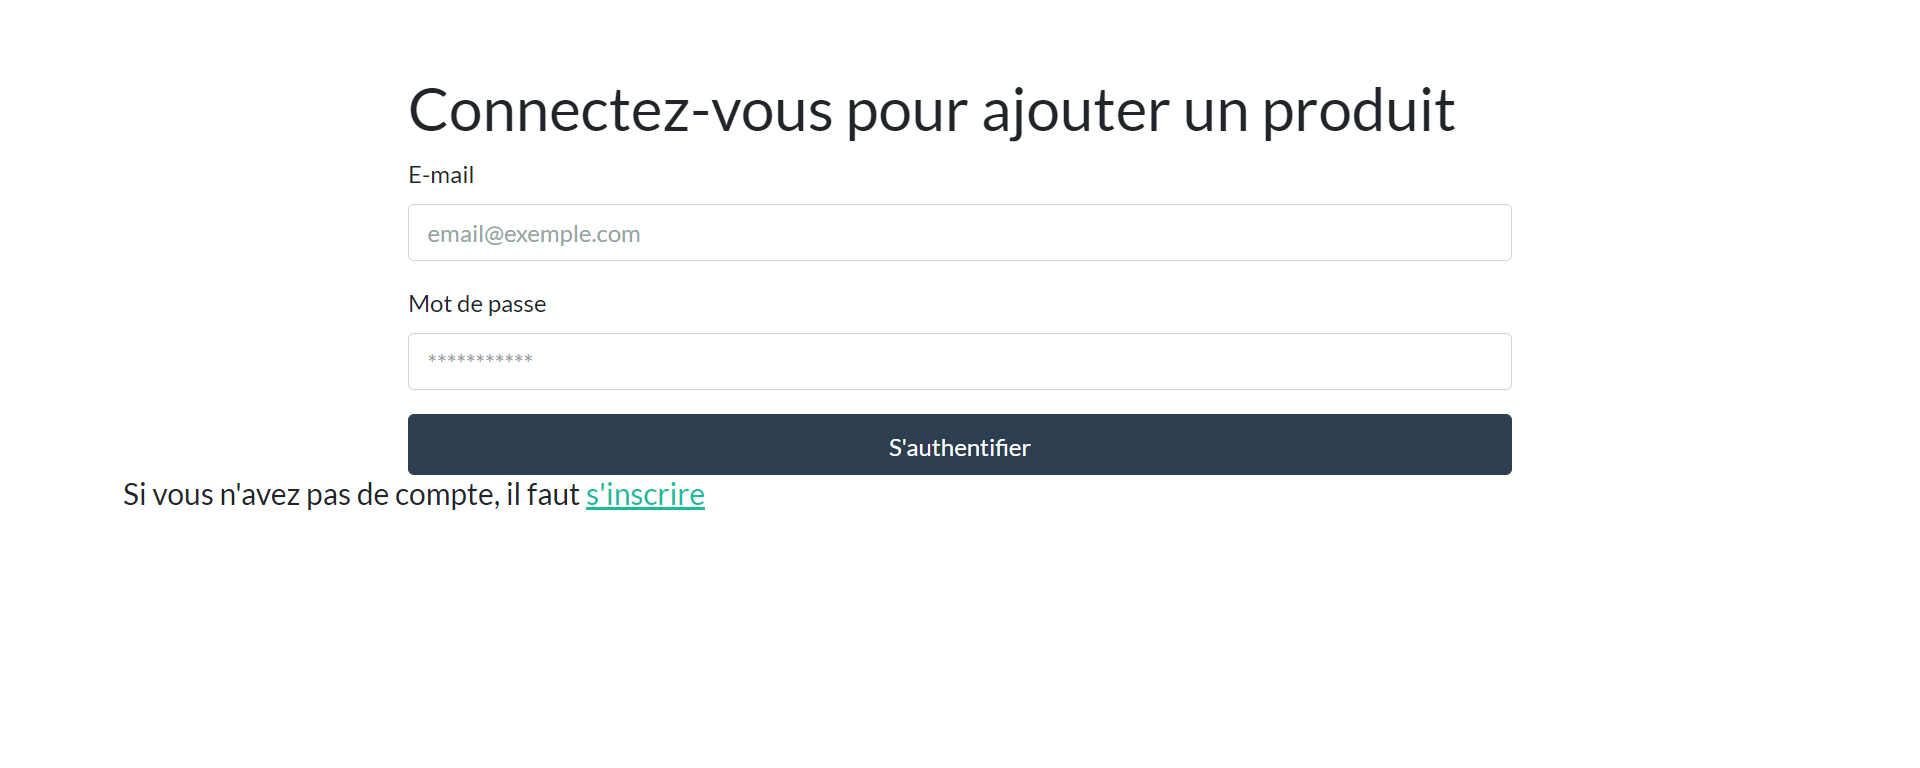 Connectez-vous pour ajouter un produit
E-mail
email@exemple.com
Mot de passe
***********
S'authentifier
Si vous n'avez pas de compte, il faut s'inscrire